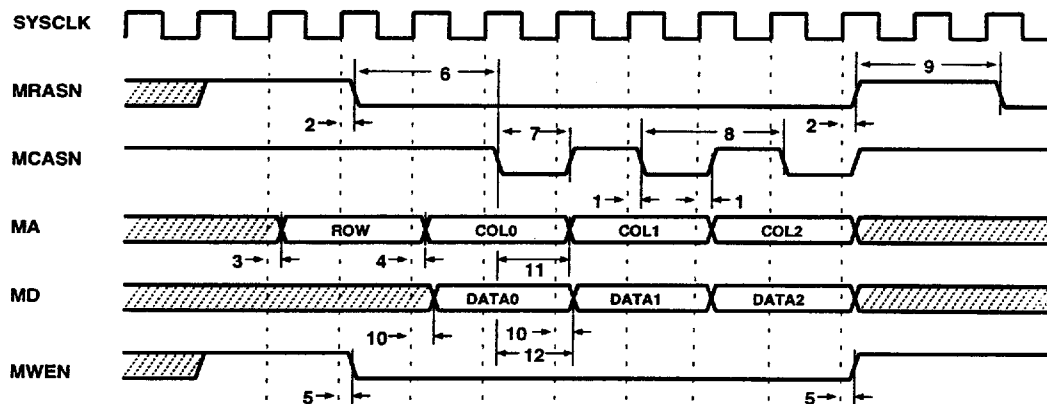 SYSCLK
6
9
MRASN
2
2
7
8
MCASN
1
1
MA
ROW
COL0
COL1
COL2
3
4
11
MD
DATA0
DATA1
DATA2
10
10
12
MWEN
5
5